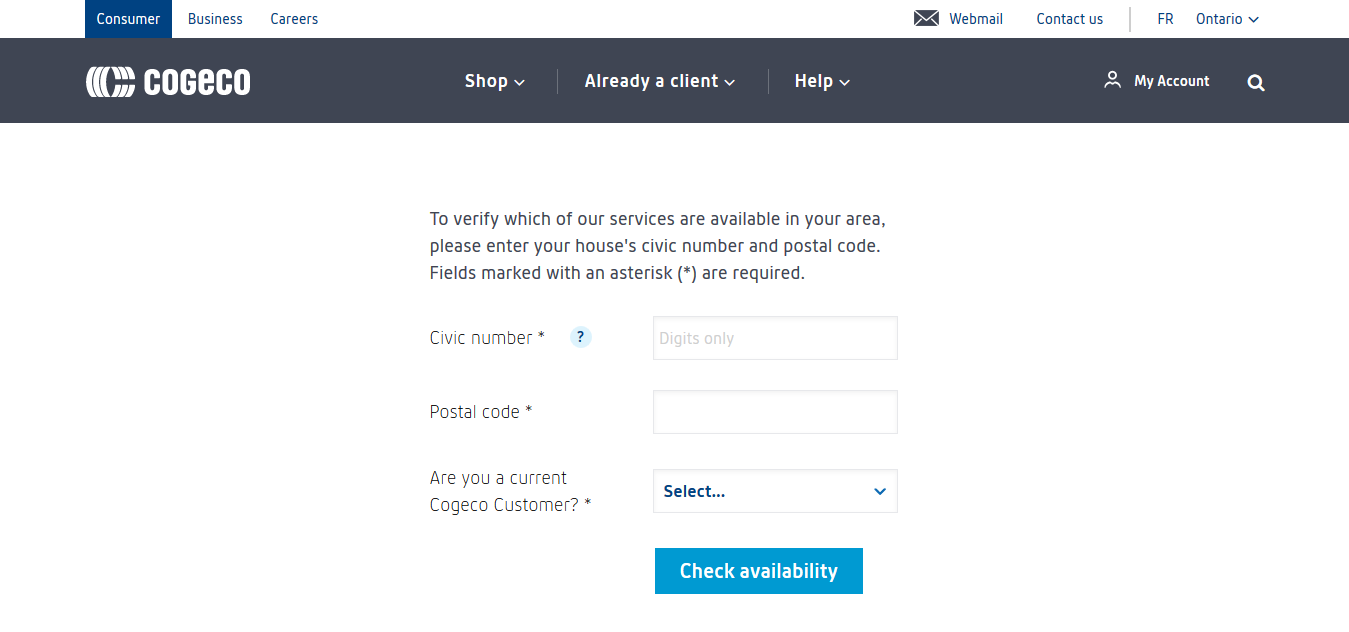 Consumer Business Careers Webmail Contact us FR Ontario
cogeco Shop Already a client Help My Account
To verify which of our services are available in your area,
please enter your house's civic number and postal code.
Fields marked with an asterisk (*) are required.
Civic number * ? Digits only
Postal code *
Are you a current
Cogeco Customer? *
Select...
Check availability